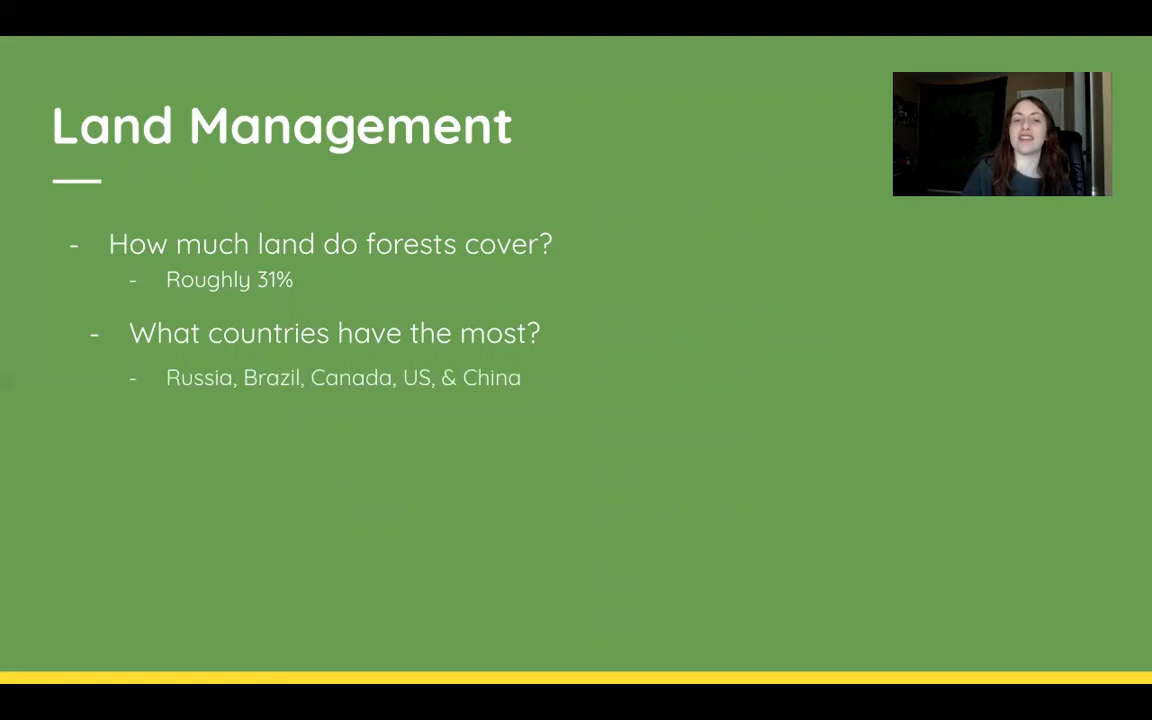 Land Management
- How much land do forests cover?
- Roughly 31%
- What countries have the most?
- Russia, Brazil, Canada, US, & China